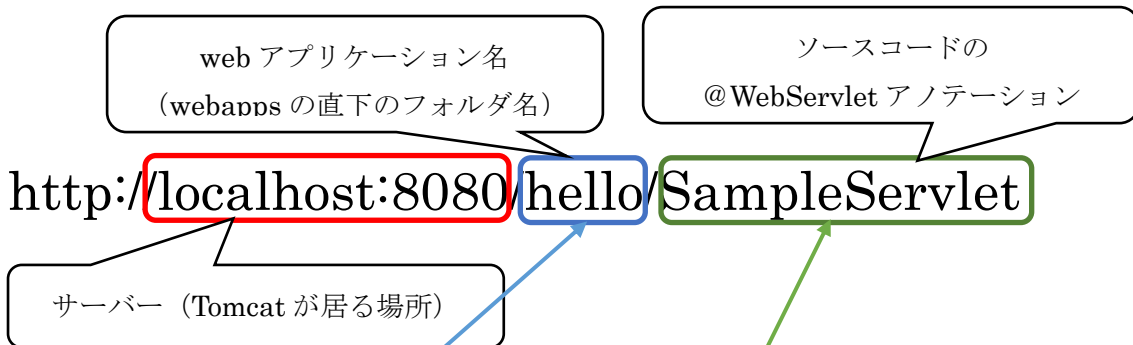 web アプリケーション名
（webapps の直下のフォルダ名）
ソースコードの
＠WebServlet アノテーション
http://localhost:8080/hello/SampleServlet
サーバー（Tomcat が居る場所）